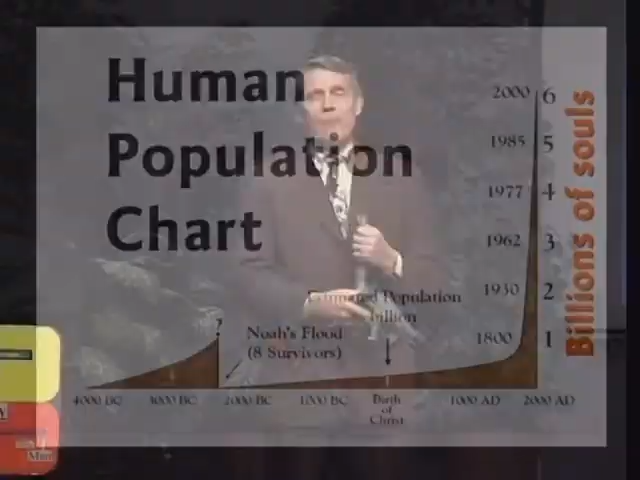 Human
Population
Chart
2000 6
1985 5
1977 4
1962 3
1930 2
1800 1
Billions of souls
Estimated Population
billion
?
Noah's Flood
(8 Survivors)
4000 BC 3000 BC 2000 BC 1000 BC Birth of Christ 1000 AD 2000 AD